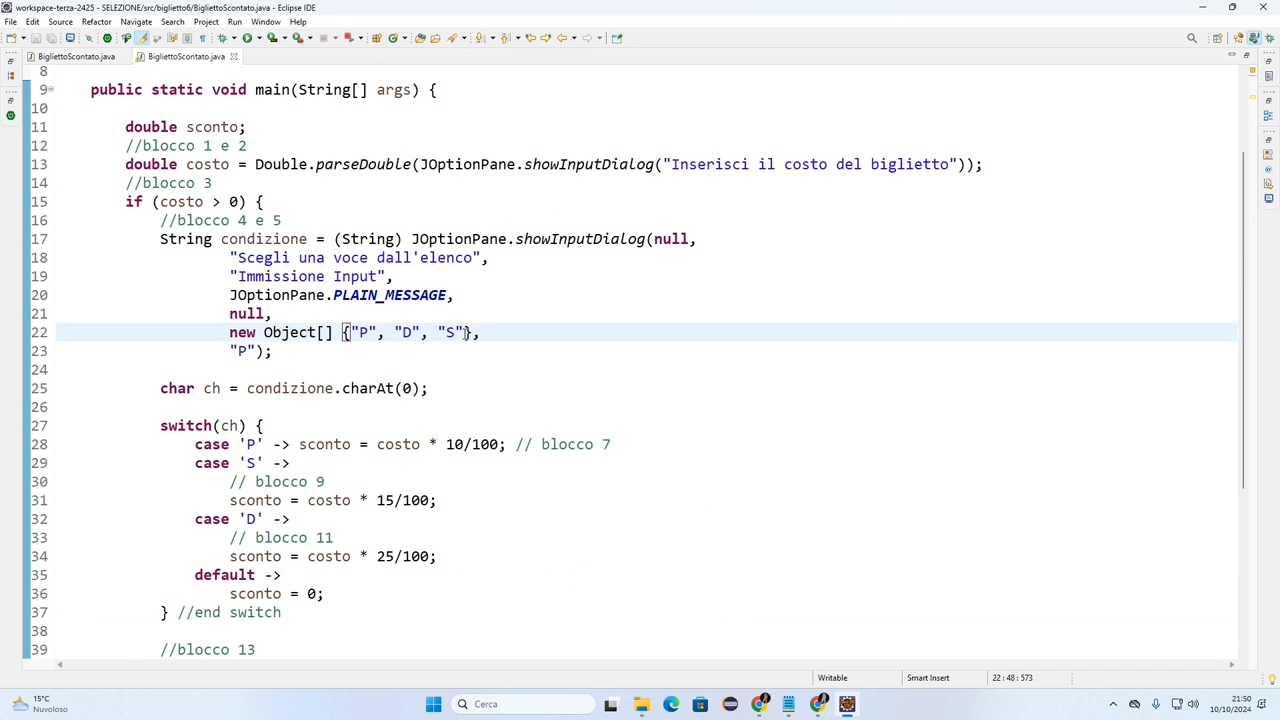 workspace-terza-2425 - SELEZIONE/src/biglietto6/BigliettoScontato.java - Eclipse IDE
File Edit Source Refactor Navigate Search Project Run Window Help
BigliettoScontato.java BigliettoScontato.java
8
9 public static void main(String[] args) {
10
11 double sconto;
12 //blocco 1 e 2
13 double costo = Double.parseDouble(JOptionPane.showInputDialog("Inserisci il costo del biglietto"));
14 //blocco 3
15 if (costo > 0) {
16 //blocco 4 e 5
17 String condizione = (String) JOptionPane.showInputDialog(null,
18 "Scegli una voce dall'elenco",
19 "Immissione Input",
20 JOptionPane.PLAIN_MESSAGE,
21 null,
22 new Object[] {"P", "D", "S"},
23 "P");
24
25 char ch = condizione.charAt(0);
26
27 switch(ch) {
28 case 'P' -> sconto = costo * 10/100; // blocco 7
29 case 'S' ->
30 // blocco 9
31 sconto = costo * 15/100;
32 case 'D' ->
33 // blocco 11
34 sconto = costo * 25/100;
35 default ->
36 sconto = 0;
37 } //end switch
38
39 //blocco 13
Writable Smart Insert 22 : 48 : 573
15°C
Nuvoloso
Cerca
21:50
10/10/2024